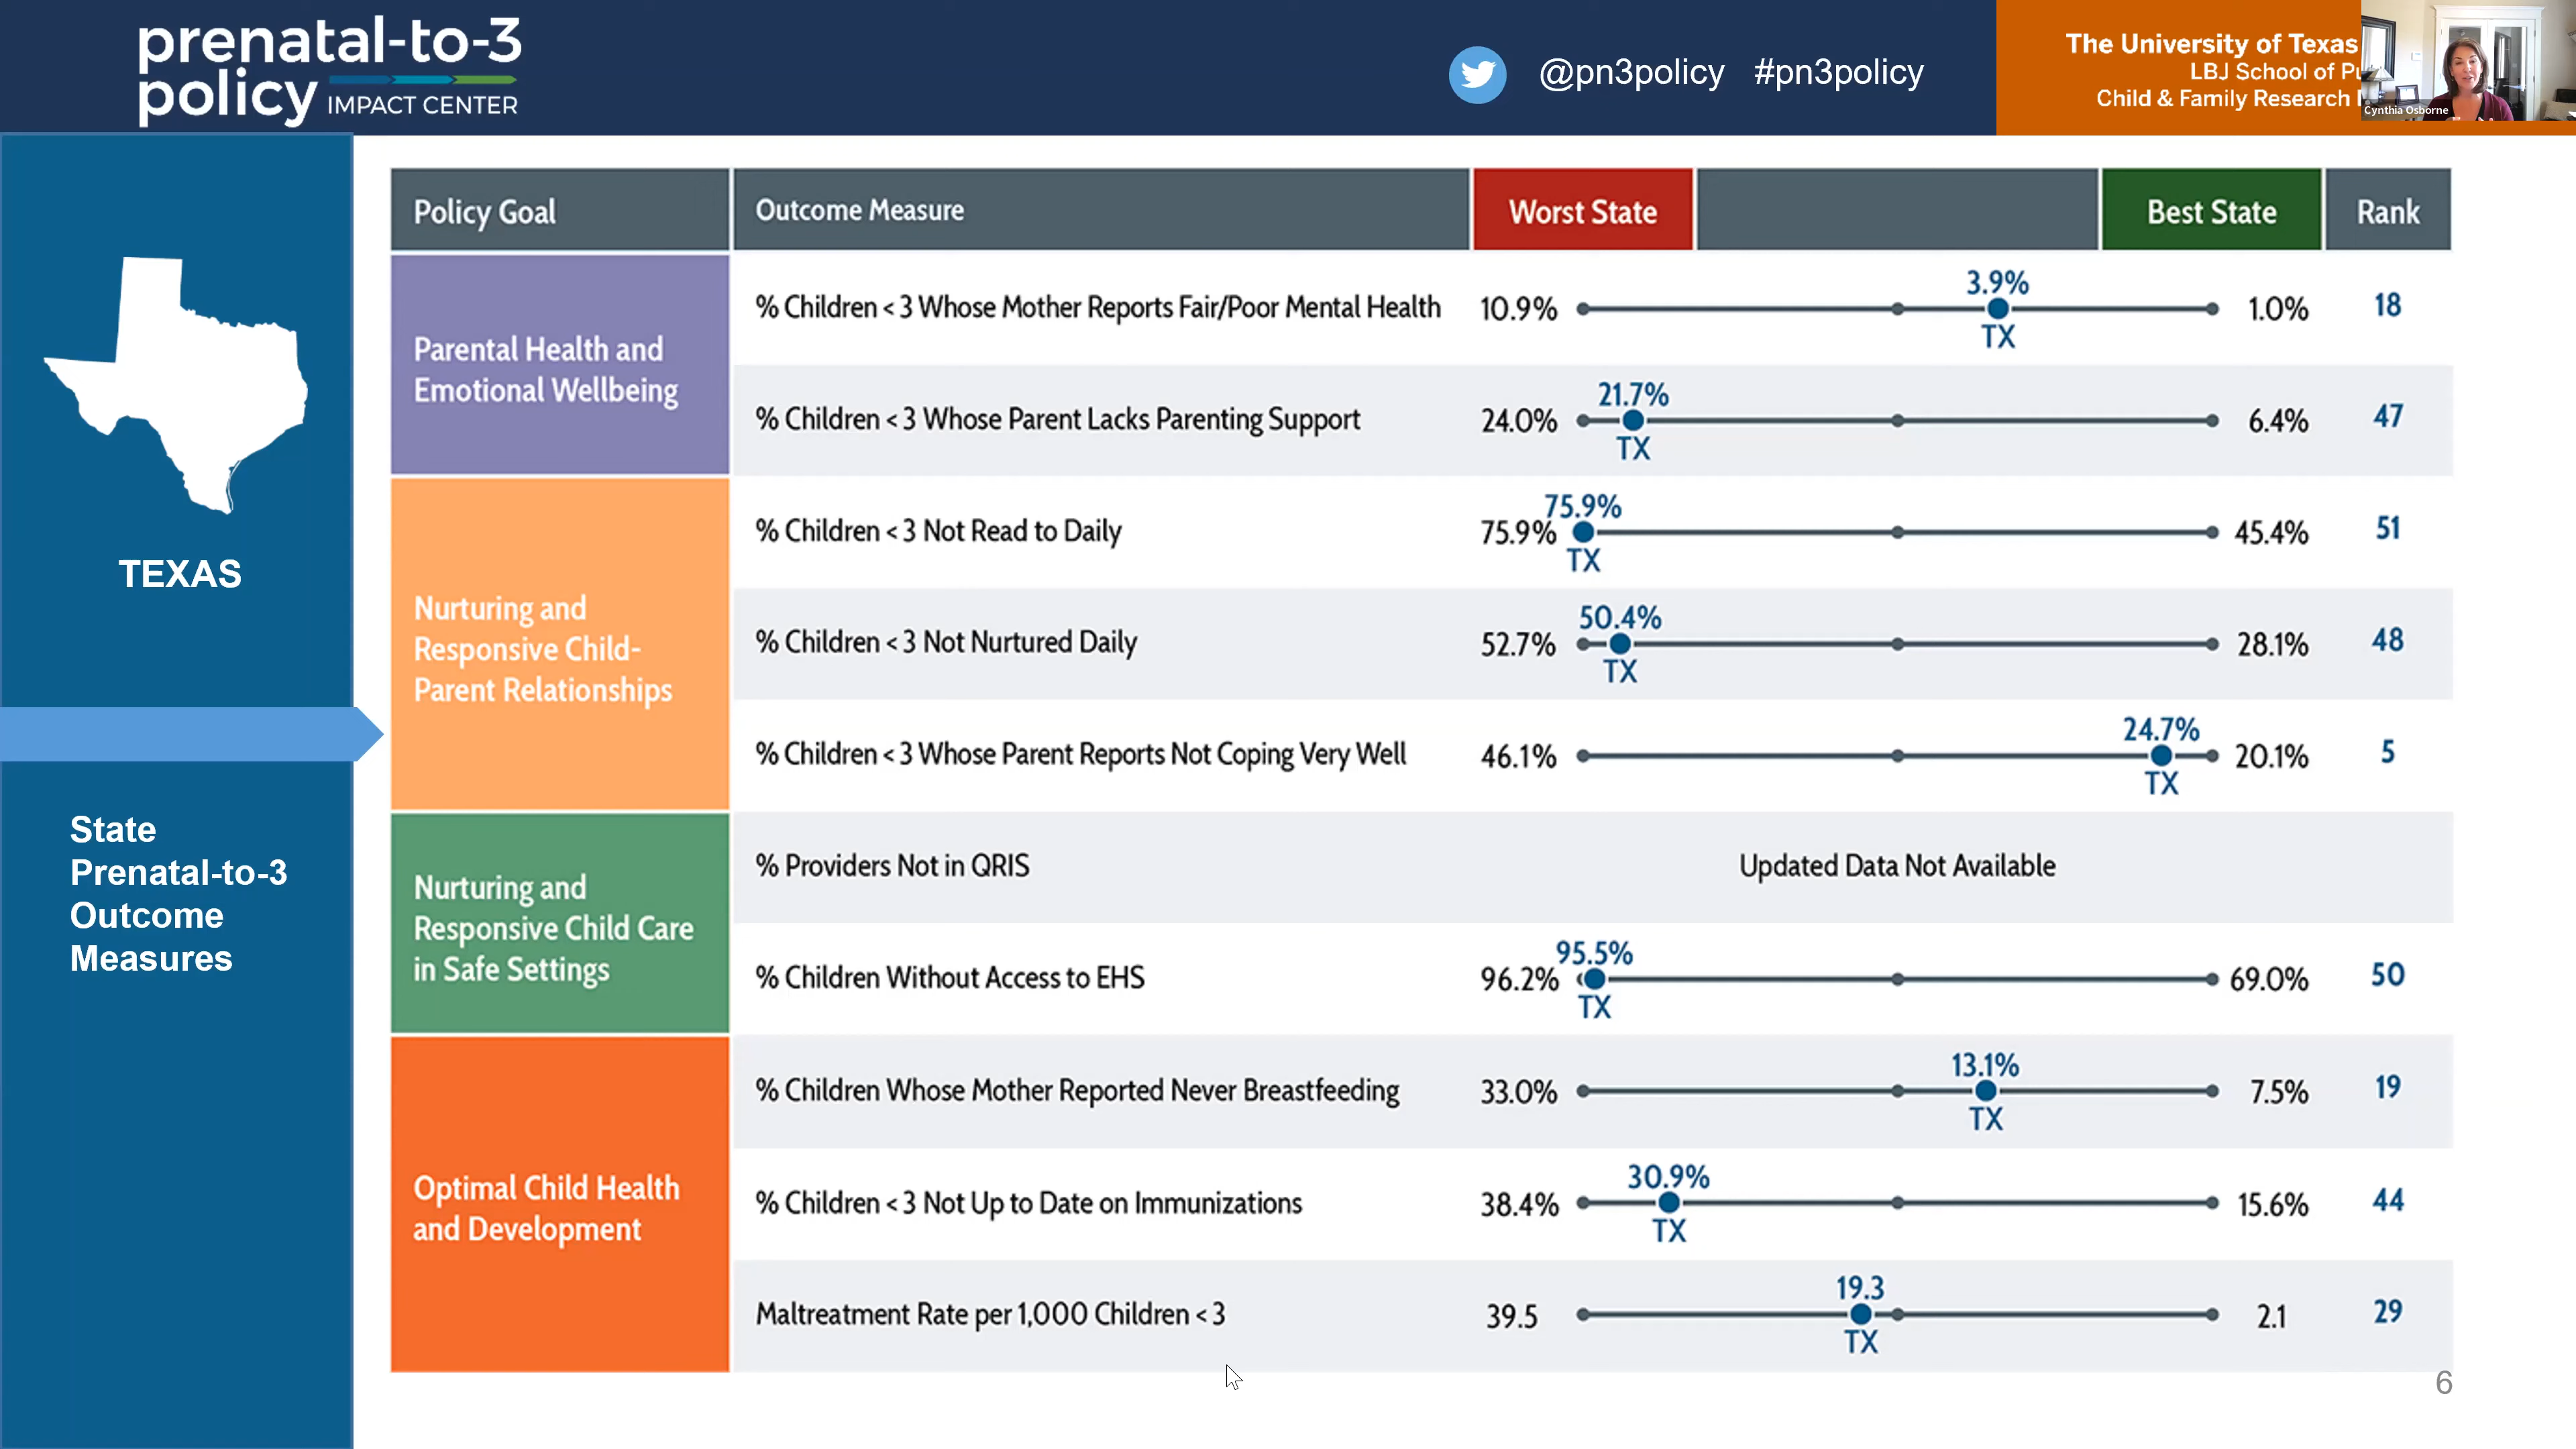 prenatal-to-3
policy IMPACT CENTER
@pn3policy #pn3policy
The University of Texas
LBJ School of
Child & Family Research
Cynthia Osborne
TEXAS
State
Prenatal-to-3
Outcome
Measures
Policy Goal Outcome Measure Worst State Best State Rank
Parental Health and
Emotional Wellbeing
% Children < 3 Whose Mother Reports Fair/Poor Mental Health 10.9% 3.9% TX 1.0% 18
% Children < 3 Whose Parent Lacks Parenting Support 24.0% 21.7% TX 6.4% 47
Nurturing and
Responsive Child-
Parent Relationships
% Children < 3 Not Read to Daily 75.9% 75.9% TX 45.4% 51
% Children < 3 Not Nurtured Daily 52.7% 50.4% TX 28.1% 48
% Children < 3 Whose Parent Reports Not Coping Very Well 46.1% 24.7% TX 20.1% 5
Nurturing and
Responsive Child Care
in Safe Settings
% Providers Not in QRIS Updated Data Not Available
% Children Without Access to EHS 96.2% 95.5% TX 69.0% 50
Optimal Child Health
and Development
% Children Whose Mother Reported Never Breastfeeding 33.0% 13.1% TX 7.5% 19
% Children < 3 Not Up to Date on Immunizations 38.4% 30.9% TX 15.6% 44
Maltreatment Rate per 1,000 Children < 3 39.5 19.3 TX 2.1 29
6